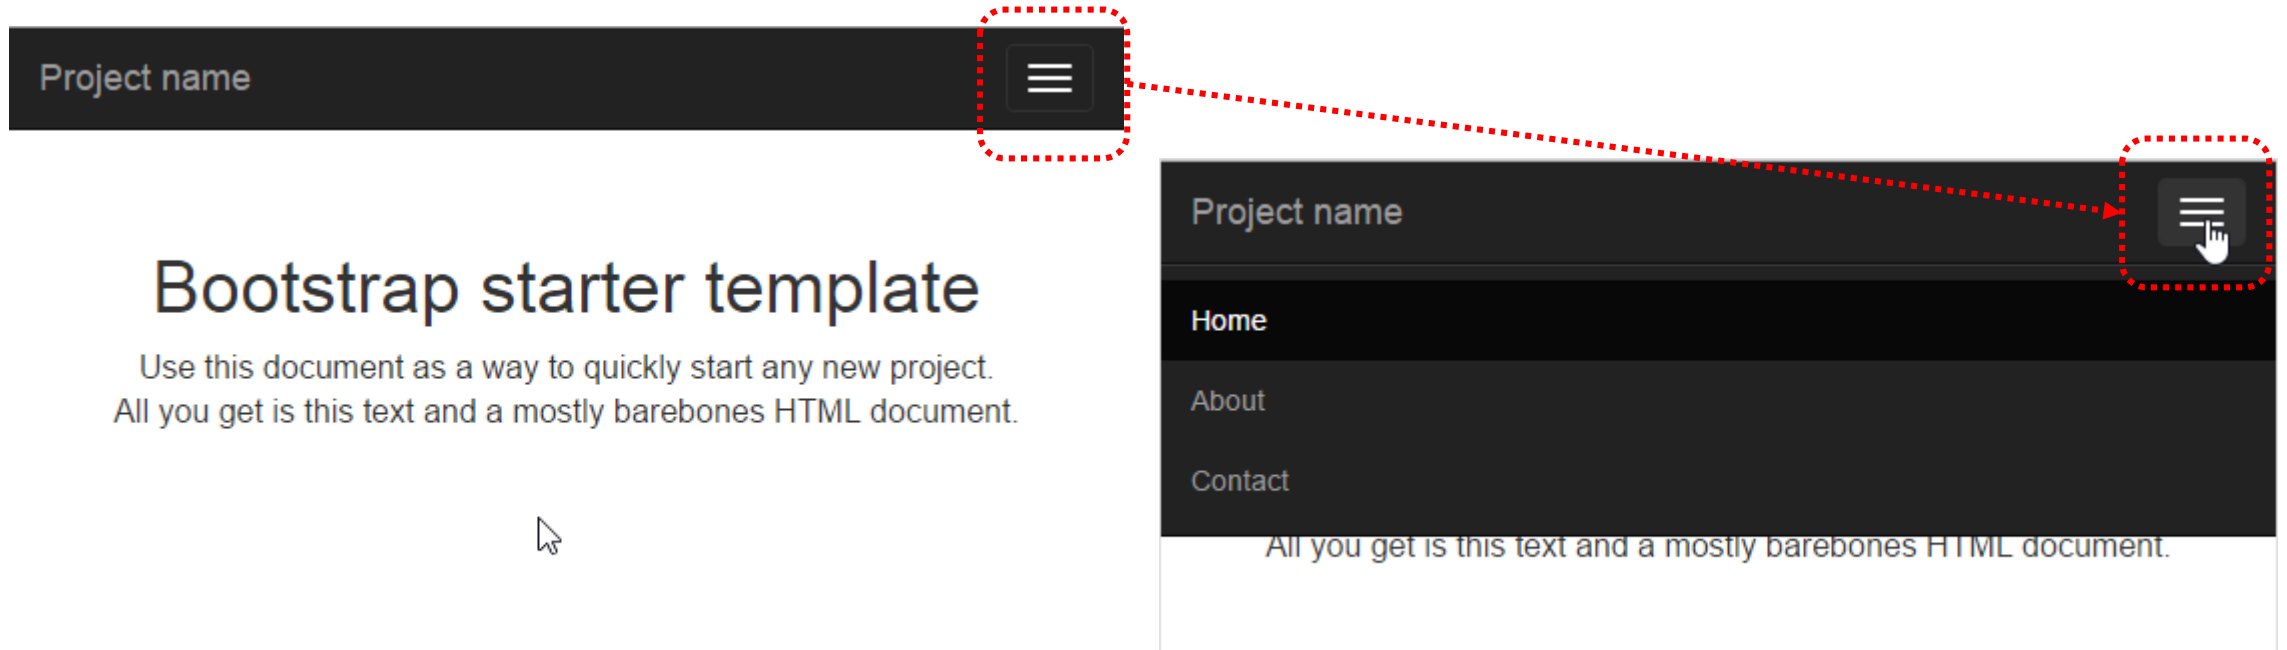 Project name
Bootstrap starter template
Use this document as a way to quickly start any new project.
All you get is this text and a mostly barebones HTML document.
Project name
Home
About
Contact
All you get is this text and a mostly barebones HTML document.